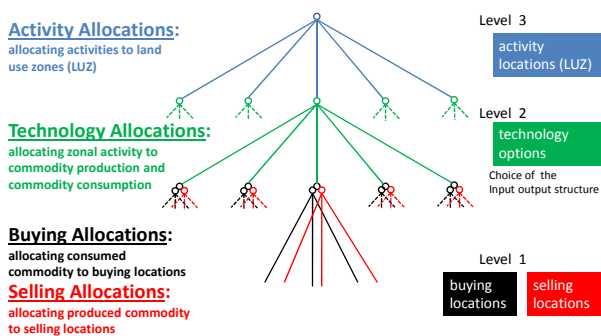 Activity Allocations:
allocating activities to land
use zones (LUZ)
Technology Allocations:
allocating zonal activity to
commodity production and
commodity consumption
Buying Allocations:
allocating consumed
commodity to buying locations
Selling Allocations:
allocating produced commodity
to selling locations
Level 3
activity
locations (LUZ)
Level 2
technology
options
Choice of the
Input output structure
Level 1
buying
locations
selling
locations